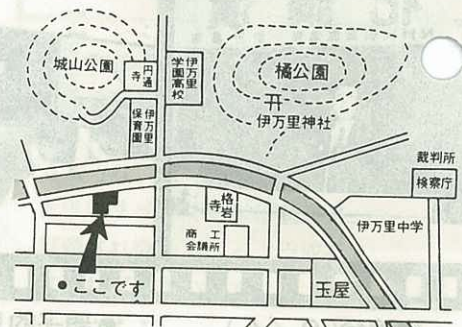 城山公園
円通寺
伊万里学園高校
橘公園
伊万里神社
伊万里保育園
裁判所
検察庁
格岩寺
伊万里中学
商工
会議所
玉屋
●ここです